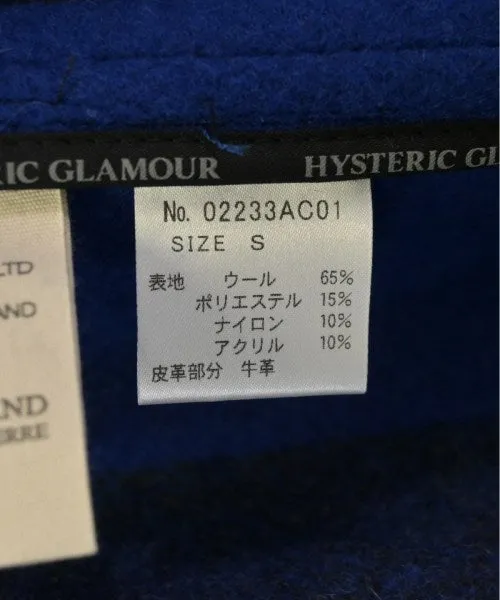 RIC GLAMOUR HYSTERIC GL
LTD
AND
ND
ERRE
No. 02233AC01
SIZE S
表地 ウール 65%
ポリエステル 15%
ナイロン 10%
アクリル 10%
皮革部分 牛革